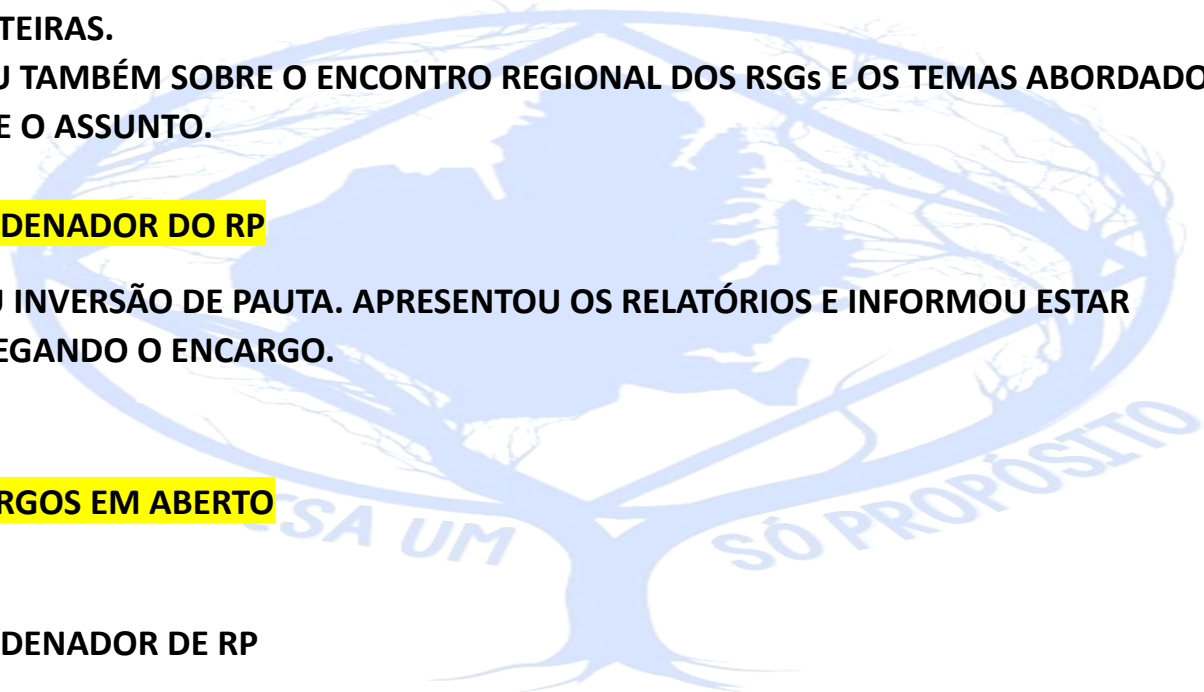 TEIRAS.
U TAMBÉM SOBRE O ENCONTRO REGIONAL DOS RSGs E OS TEMAS ABORDADO
E O ASSUNTO.
DENADOR DO RP
U INVERSÃO DE PAUTA. APRESENTOU OS RELATÓRIOS E INFORMOU ESTAR
EGANDO O ENCARGO.
RGOS EM ABERTO
CSA UM SÓ PROPÓSITO
DENADOR DE RP